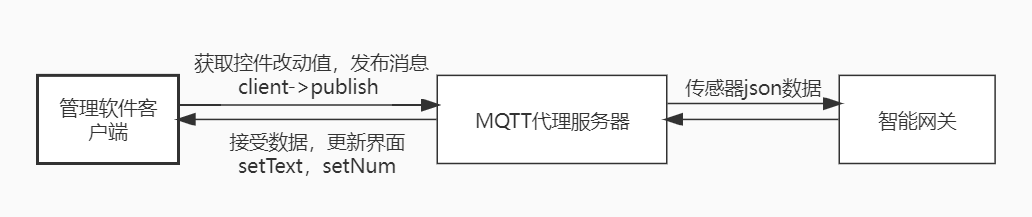 获取控件改动值，发布消息
client->publish
传感器json数据
管理软件客
户端
MQTT代理服务器
智能网关
接受数据，更新界面
setText，setNum